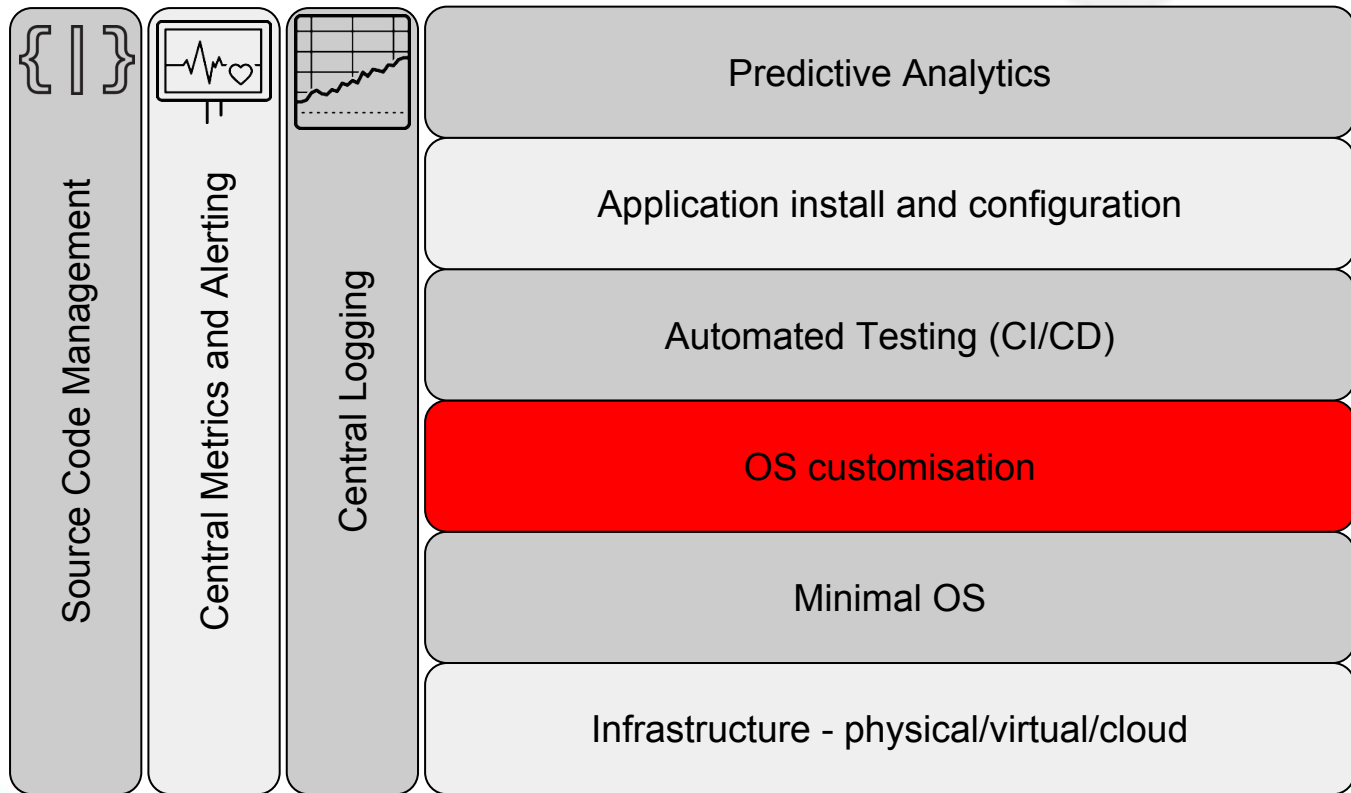 Source Code Management
Central Metrics and Alerting
Central Logging
Predictive Analytics
Application install and configuration
Automated Testing (CI/CD)
OS customisation
Minimal OS
Infrastructure - physical/virtual/cloud